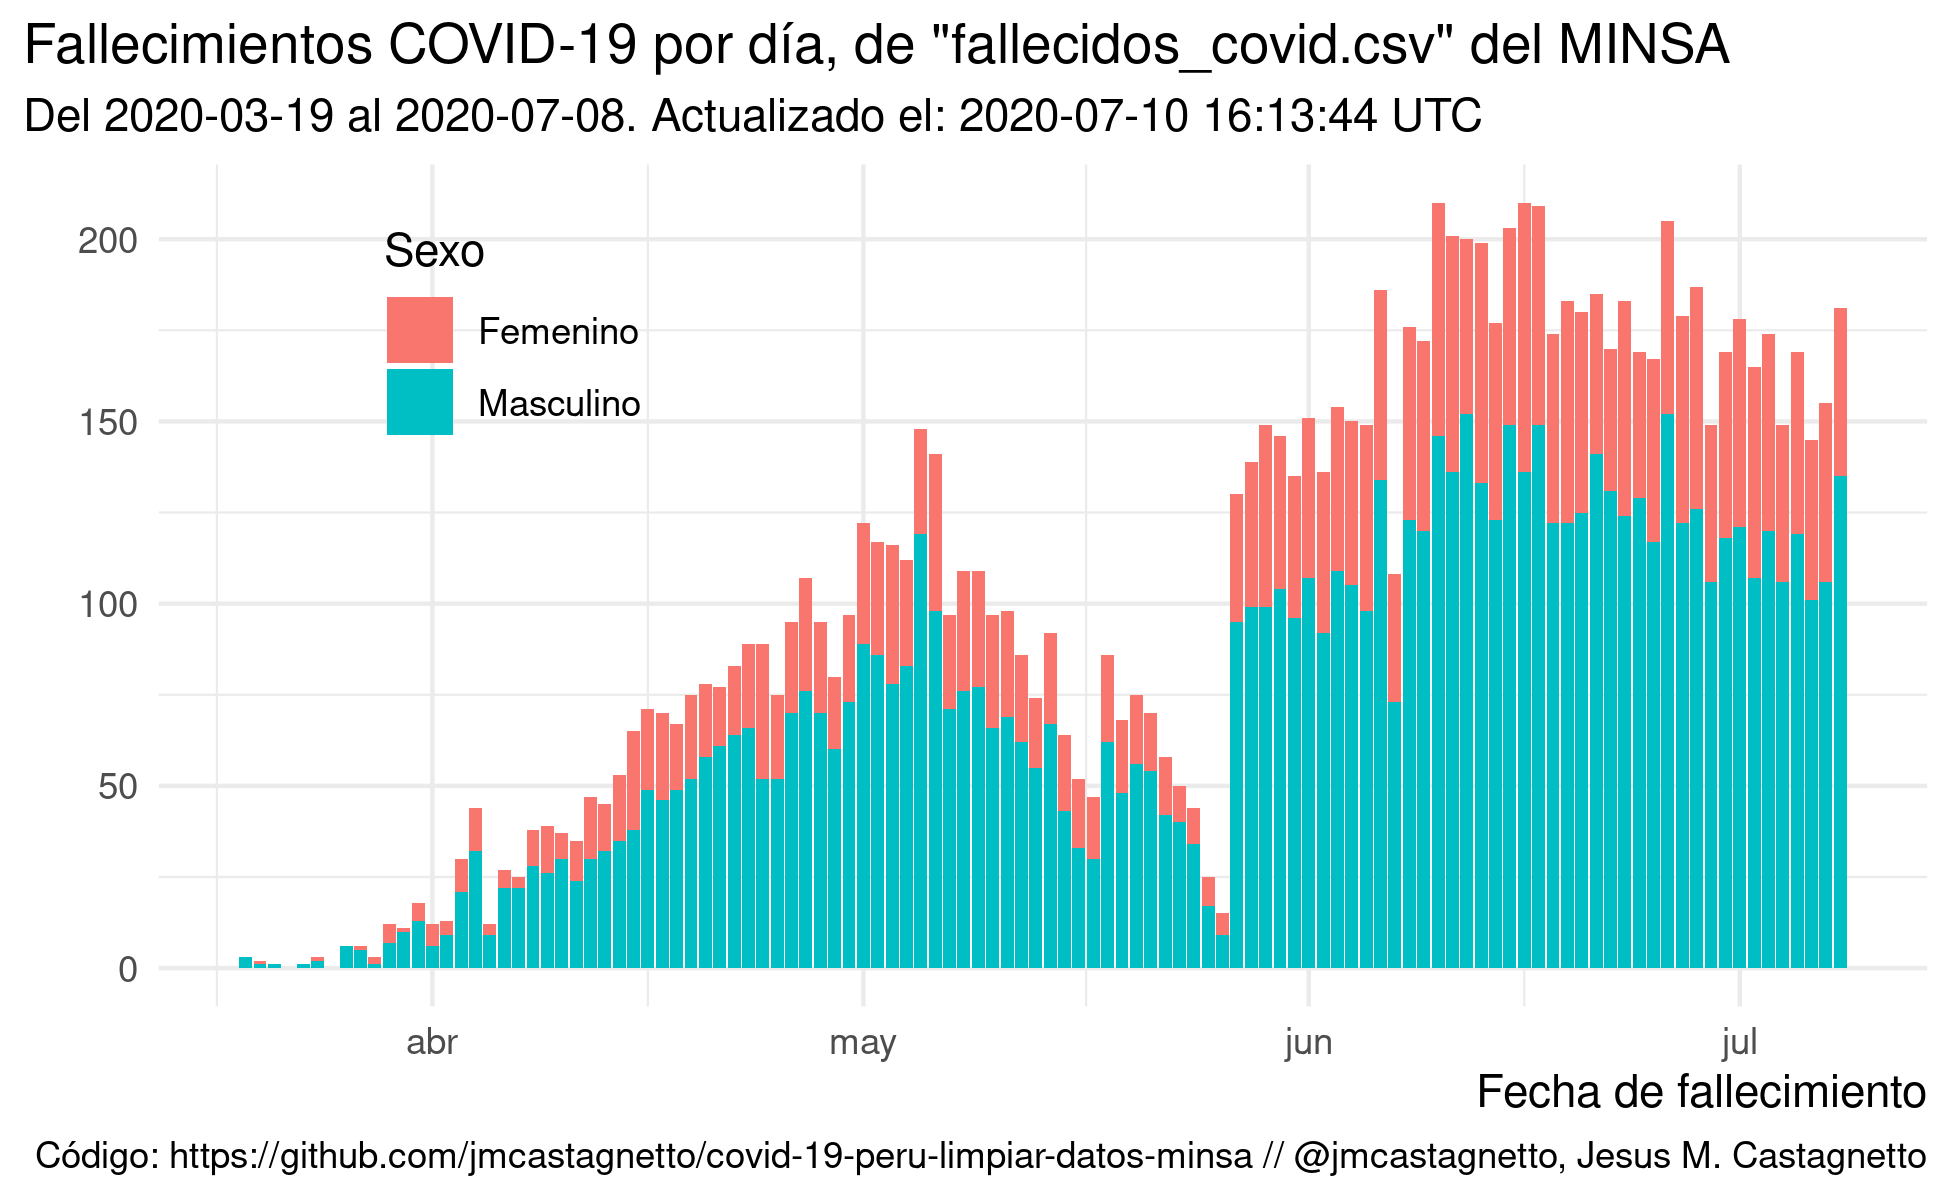 Fallecimientos COVID-19 por día, de "fallecidos_covid.csv" del MINSA
Del 2020-03-19 al 2020-07-08. Actualizado el: 2020-07-10 16:13:44 UTC
Sexo
Femenino
Masculino
200
150
100
50
0
abr may jun jul
Fecha de fallecimiento
Código: https://github.com/jmcastagnetto/covid-19-peru-limpiar-datos-minsa // @jmcastagnetto, Jesus M. Castagnetto